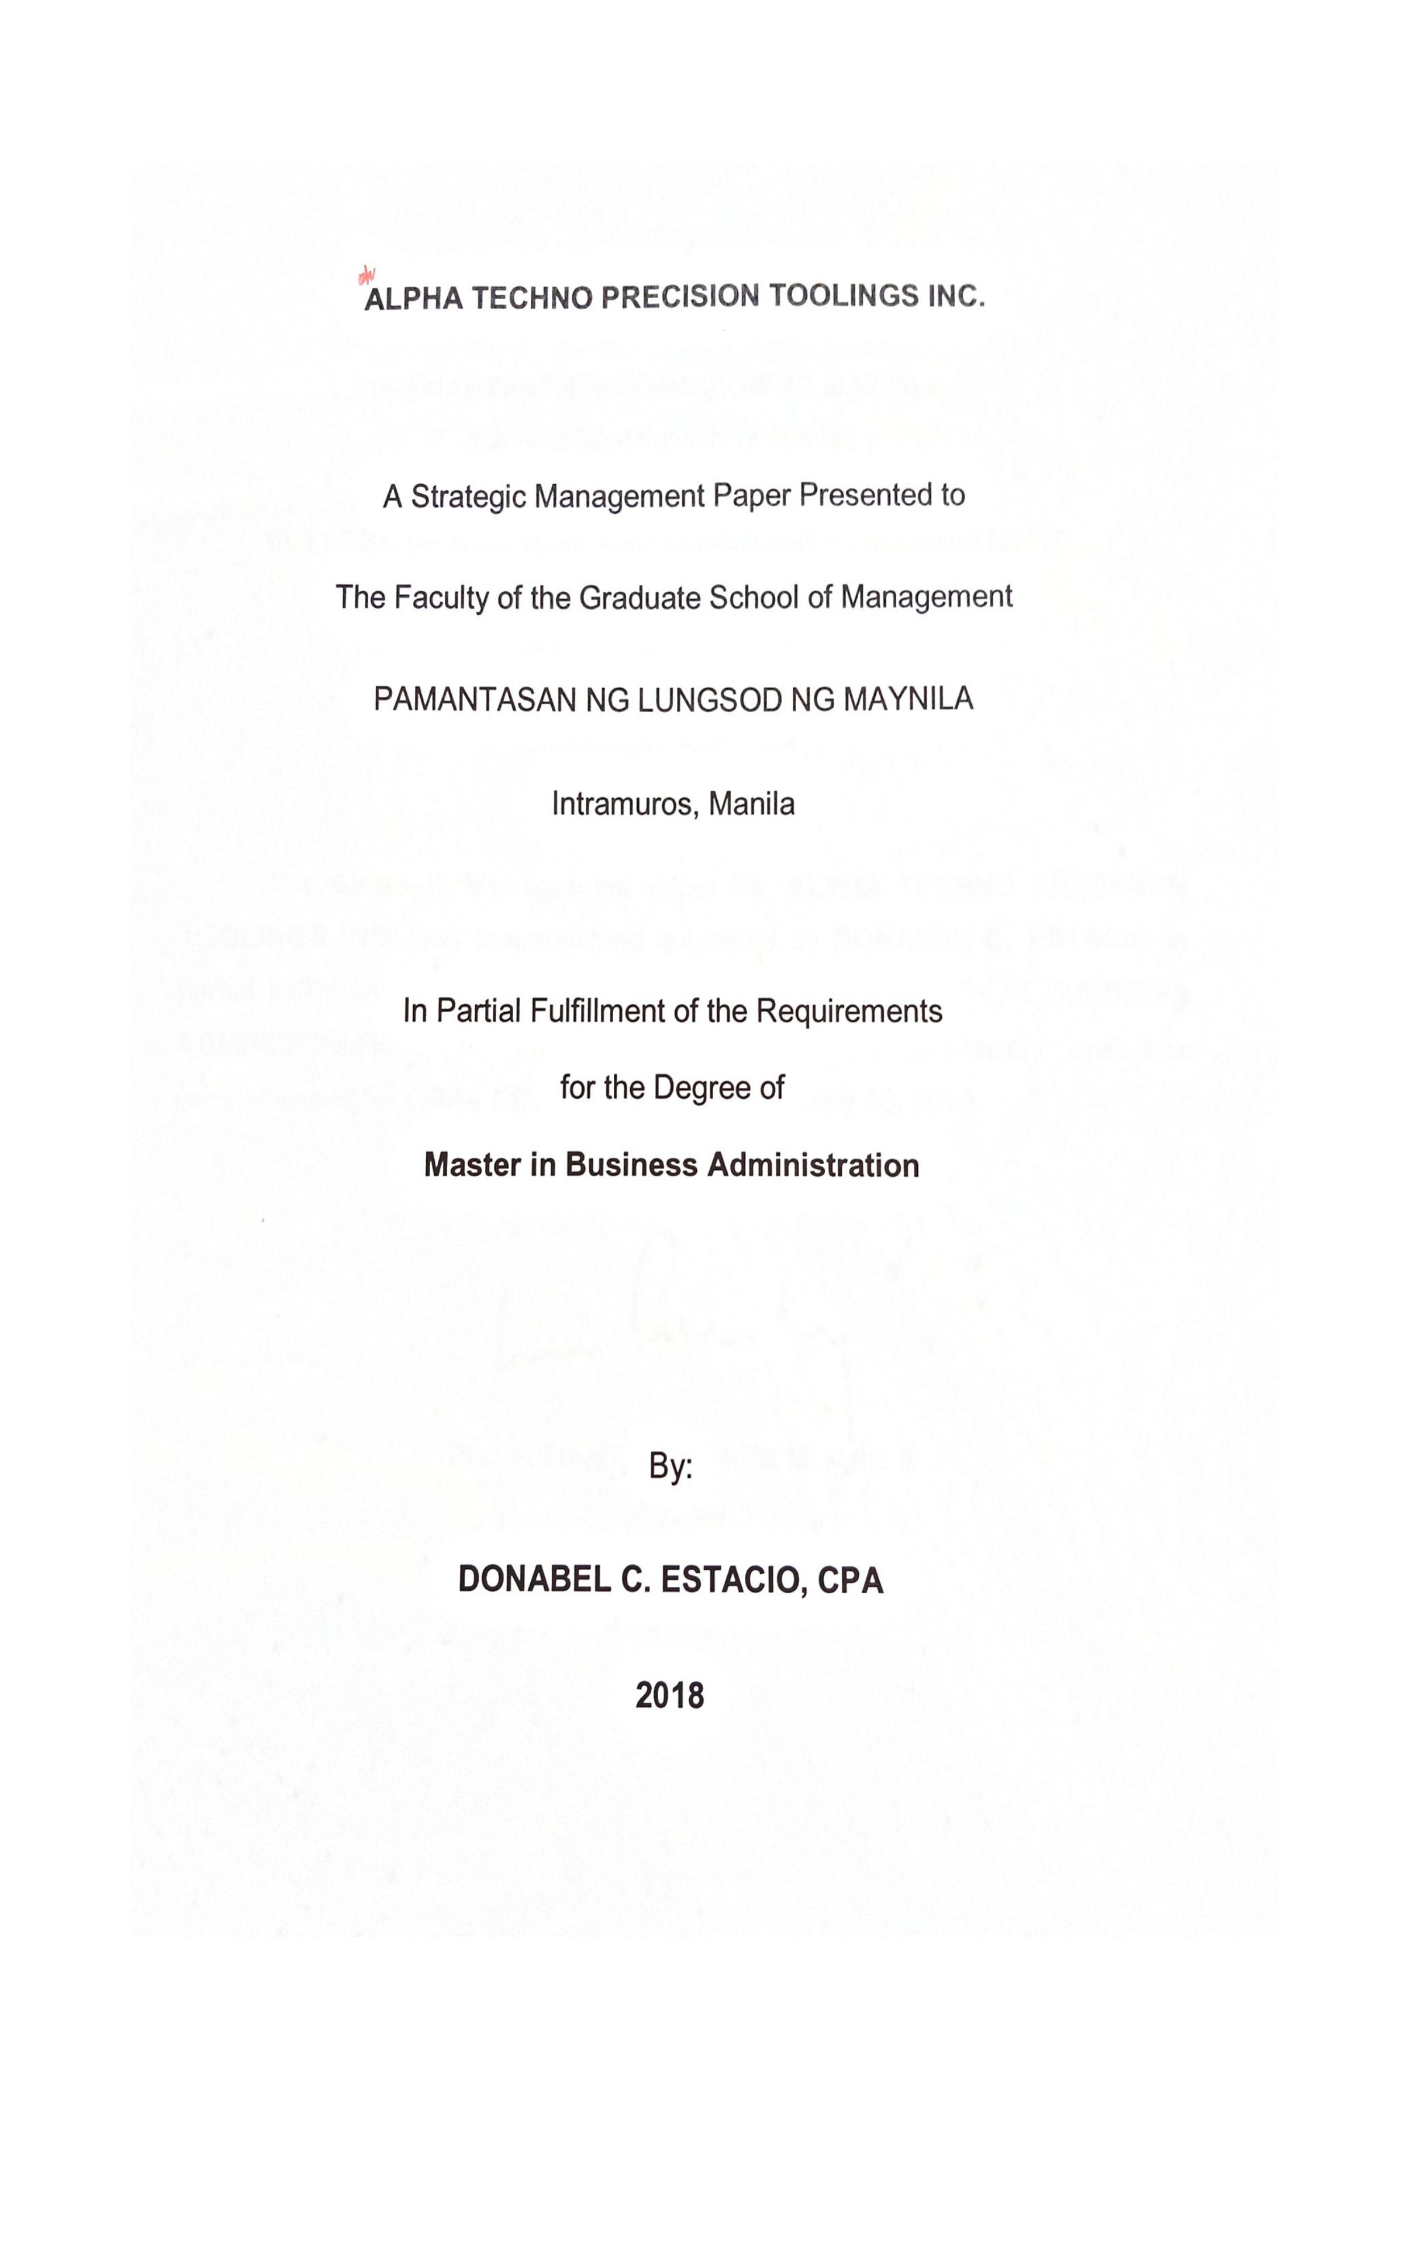 ALPHA TECHNO PRECISION TOOLINGS INC.
A Strategic Management Paper Presented to
The Faculty of the Graduate School of Management
PAMANTASAN NG LUNGSOD NG MAYNILA
Intramuros, Manila
In Partial Fulfillment of the Requirements
for the Degree of
Master in Business Administration
By:
DONABEL C. ESTACIO, CPA
2018